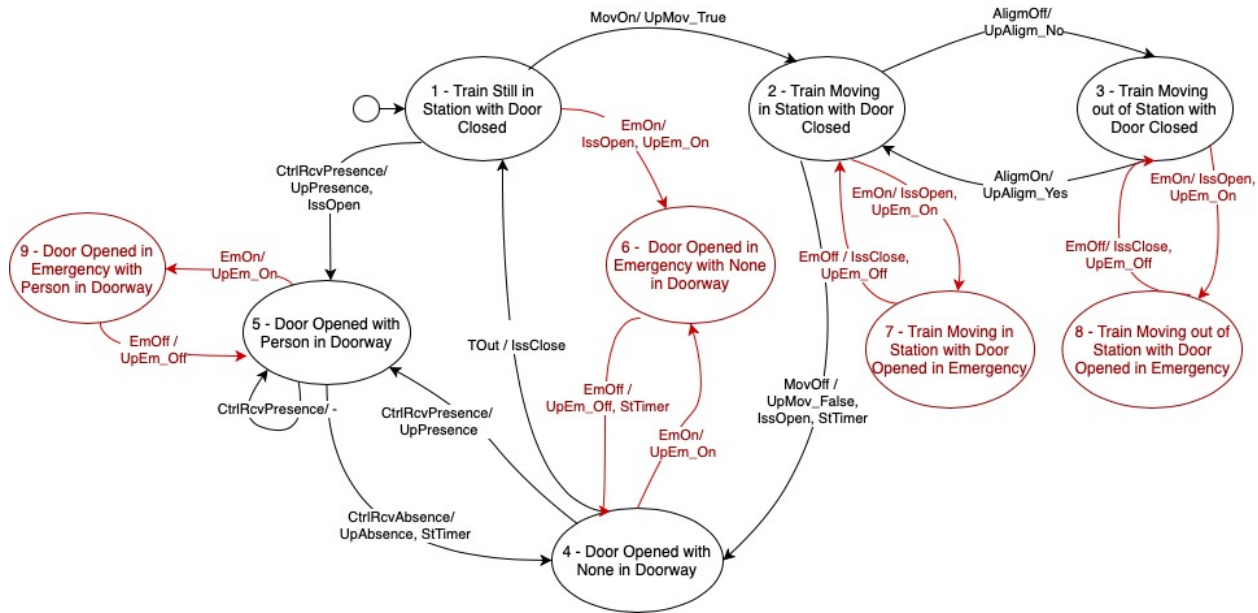 MovOn/ UpMov_True
AligmOff/
UpAligm_No
1 - Train Still in
Station with Door
Closed
2 - Train Moving
in Station with Door
Closed
3 - Train Moving
out of Station with
Door Closed
EmOn/
IssOpen, UpEm_On
CtrlRcvPresence/
UpPresence,
IssOpen
AligmOn/
UpAligm_Yes
EmOn/ IssOpen,
UpEm_On
EmOn/ IssOpen,
UpEm_On
9 - Door Opened in
Emergency with
Person in Doorway
EmOn/
UpEm_On
6 -  Door Opened in
Emergency with None
in Doorway
EmOff / IssClose,
UpEm_Off
EmOff/ IssClose,
UpEm_Off
5 - Door Opened with
Person in Doorway
EmOff /
UpEm_Off
TOut / IssClose
7 - Train Moving in
Station with Door
Opened in Emergency
8 - Train Moving out of
Station with Door
Opened in Emergency
CtrlRcvPresence/ -
CtrlRcvPresence/
UpPresence
EmOff /
UpEm_Off, StTimer
MovOff /
UpMov_False,
IssOpen, StTimer
EmOn/
UpEm_On
CtrlRcvAbsence/
UpAbsence, StTimer
4 - Door Opened with
None in Doorway